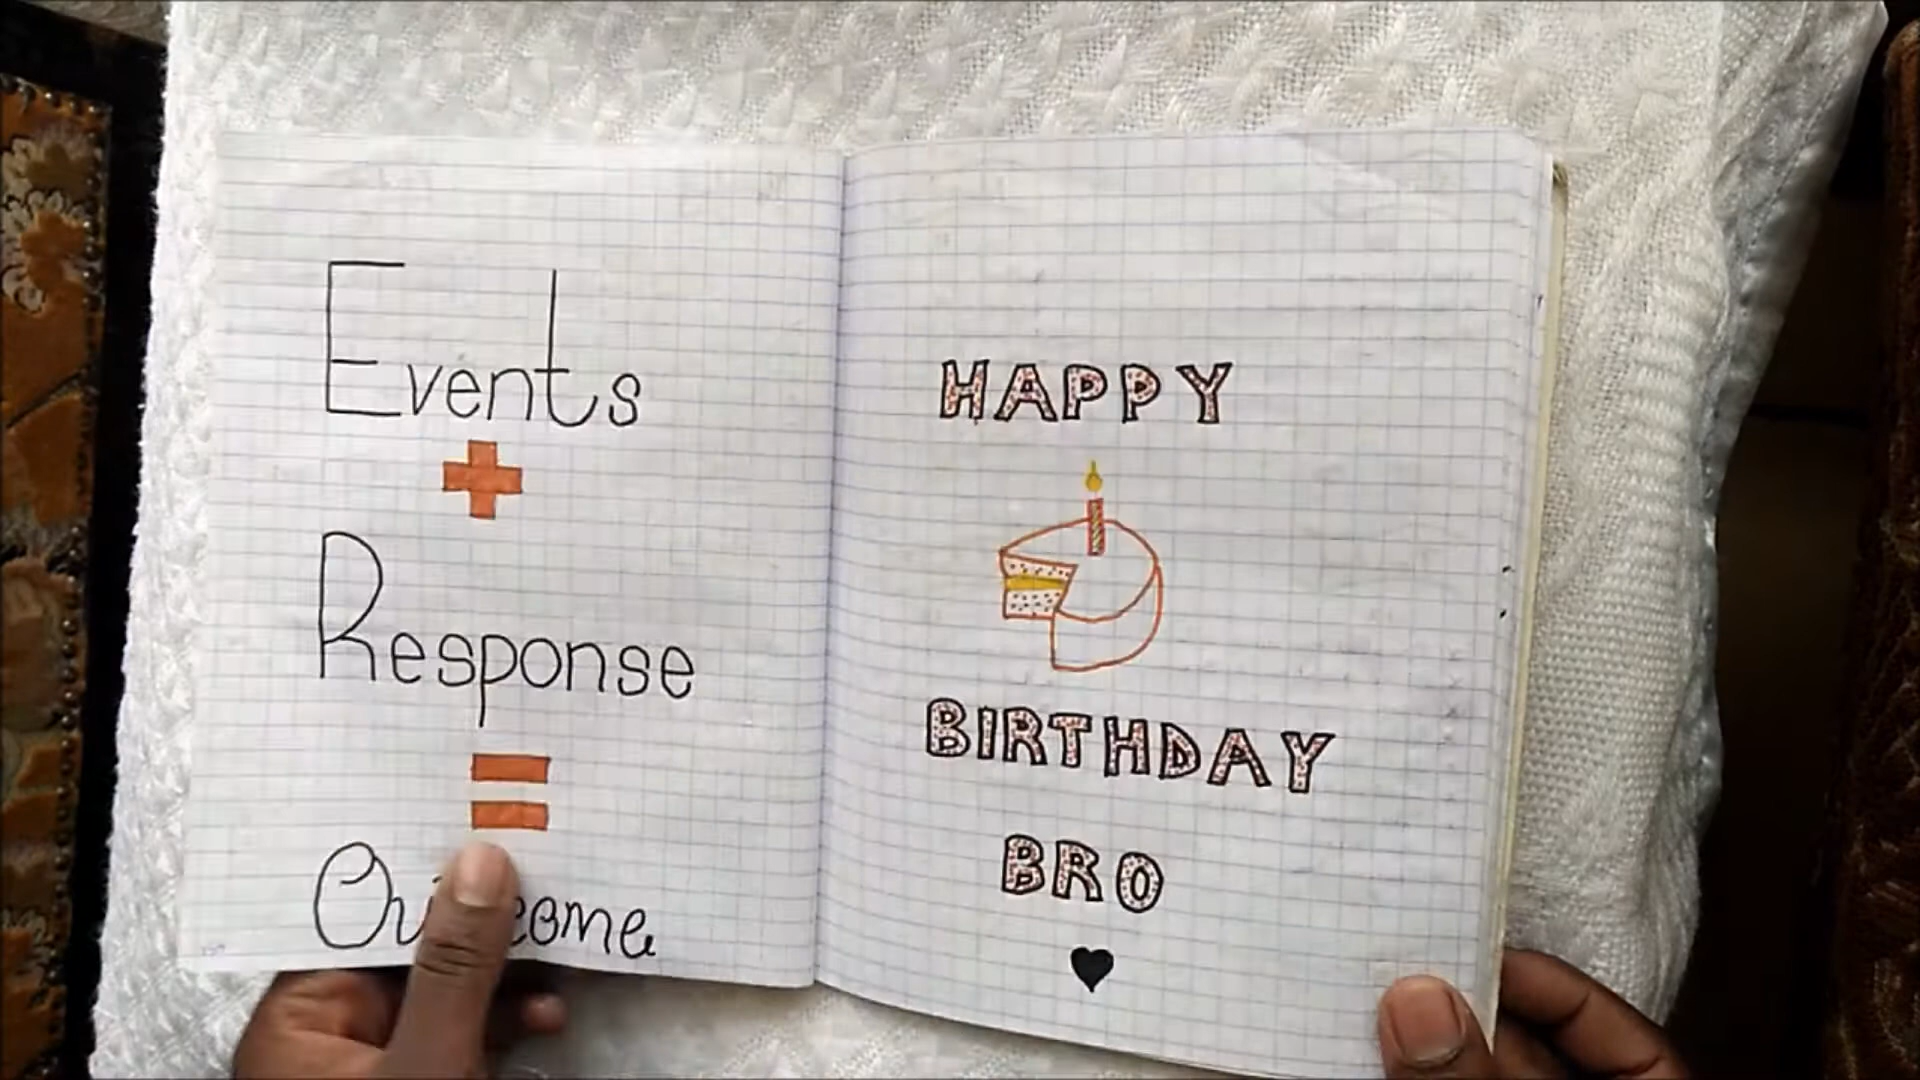 Events
+
Response
=
HAPPY
BIRTHDAY
BRO